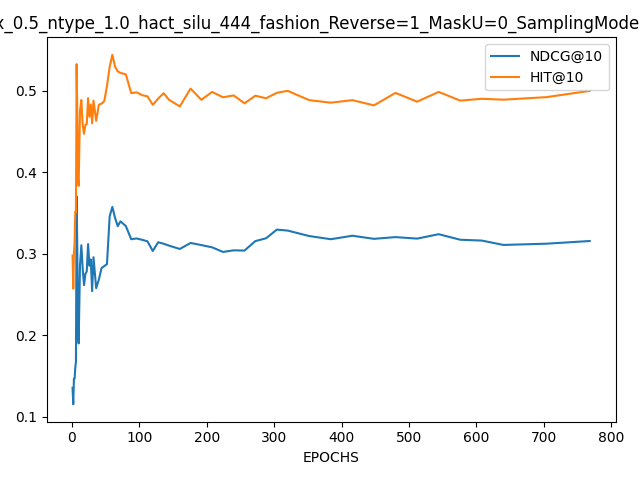 x_0.5_ntype_1.0_hact_silu_444_fashion_Reverse=1_MaskU=0_SamplingMode
NDCG@10
HIT@10
0.5
0.4
0.3
0.2
0.1
0 100 200 300 400 500 600 700 800
EPOCHS